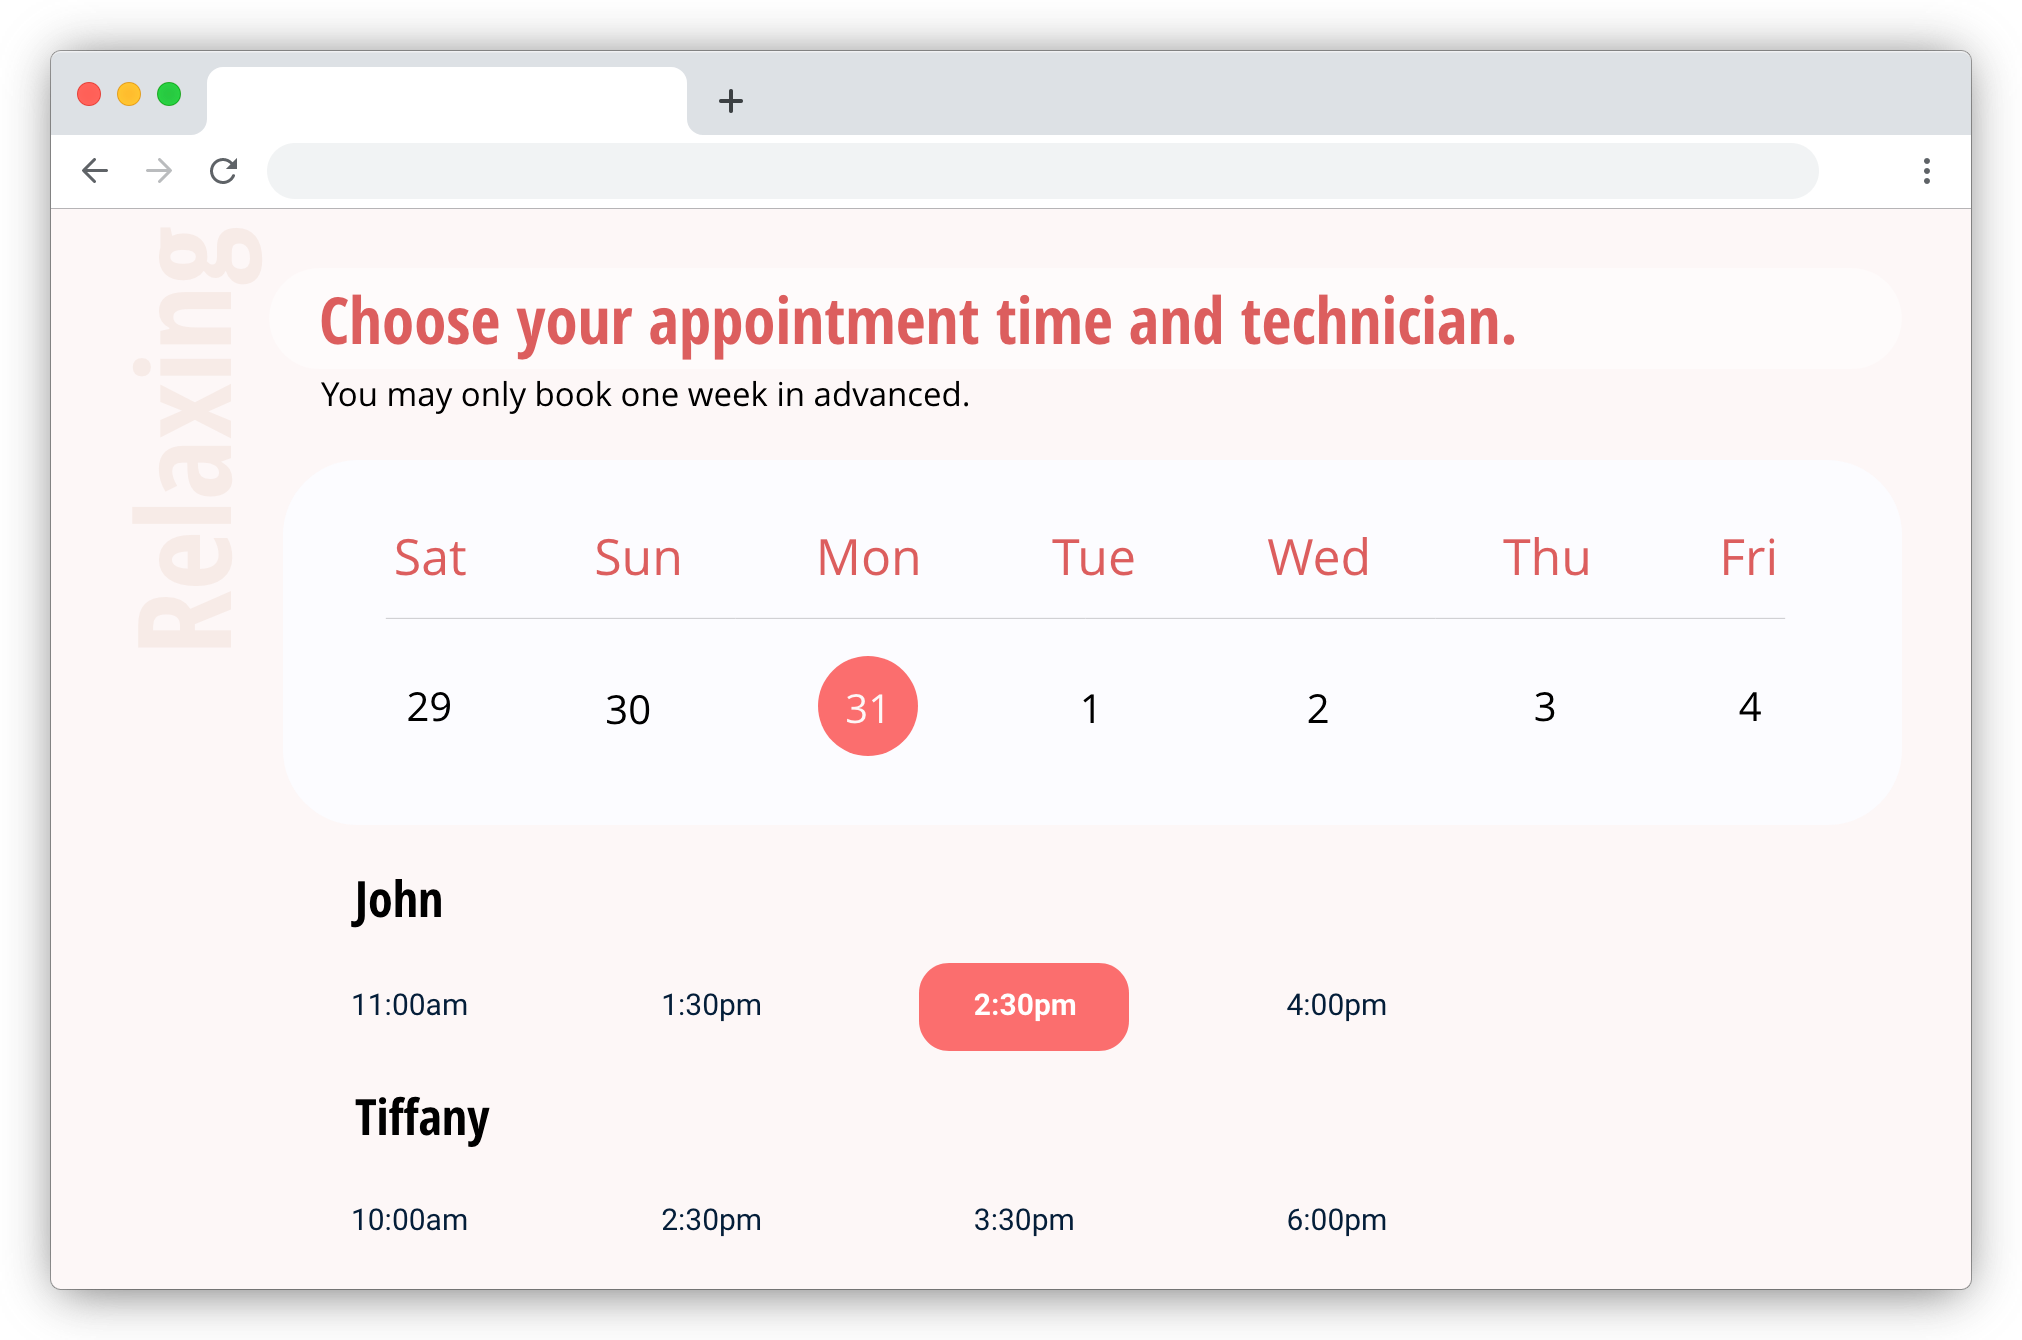 Relaxing
Choose your appointment time and technician.
You may only book one week in advanced.
Sat Sun Mon Tue Wed Thu Fri
29 30 31 1 2 3 4
John
11:00am 1:30pm 2:30pm 4:00pm
Tiffany
10:00am 2:30pm 3:30pm 6:00pm